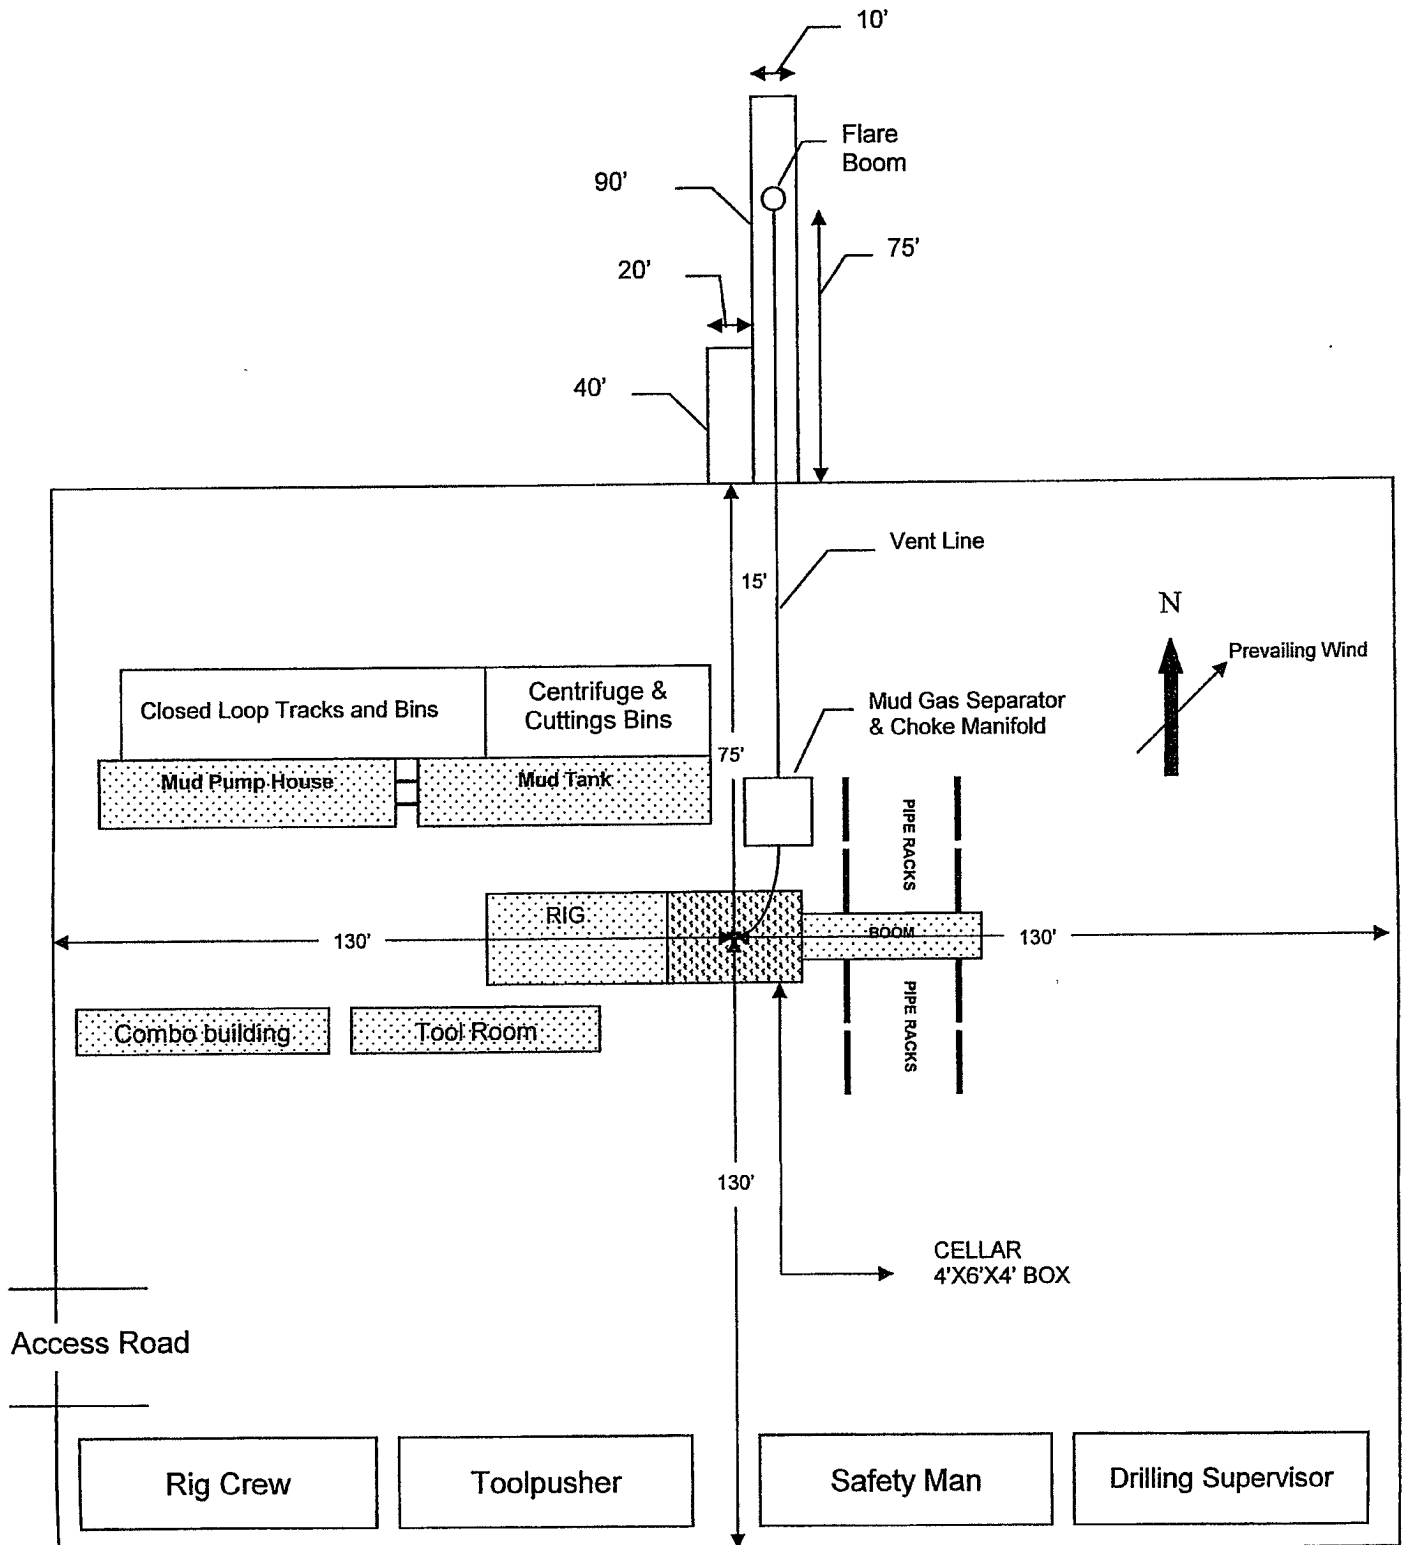 10'
Flare
Boom
90'
75'
20'
40'
Vent Line
15'
N
Prevailing Wind
Closed Loop Tracks and Bins
Centrifuge &
Cuttings Bins
Mud Gas Separator
& Choke Manifold
75'
Mud Pump House
Mud Tank
PIPE RACKS
RIG
BOOM
130'
130'
PIPE RACKS
Combo building
Tool Room
130'
CELLAR
4'X6'X4' BOX
Access Road
Rig Crew
Toolpusher
Safety Man
Drilling Supervisor